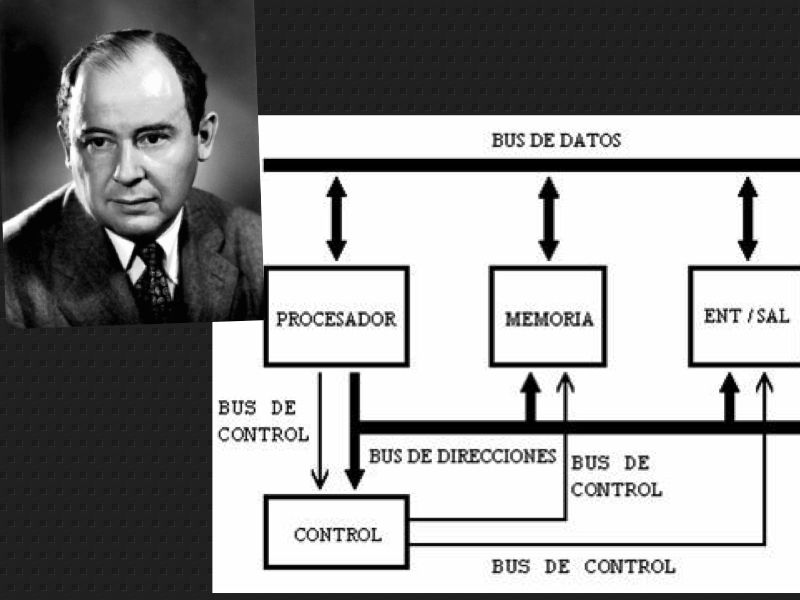 BUS DE DATOS
PROCESADOR
MEMORIA
ENT / SAL
BUS DE
CONTROL
BUS DE DIRECCIONES
BUS DE
CONTROL
CONTROL
BUS DE CONTROL